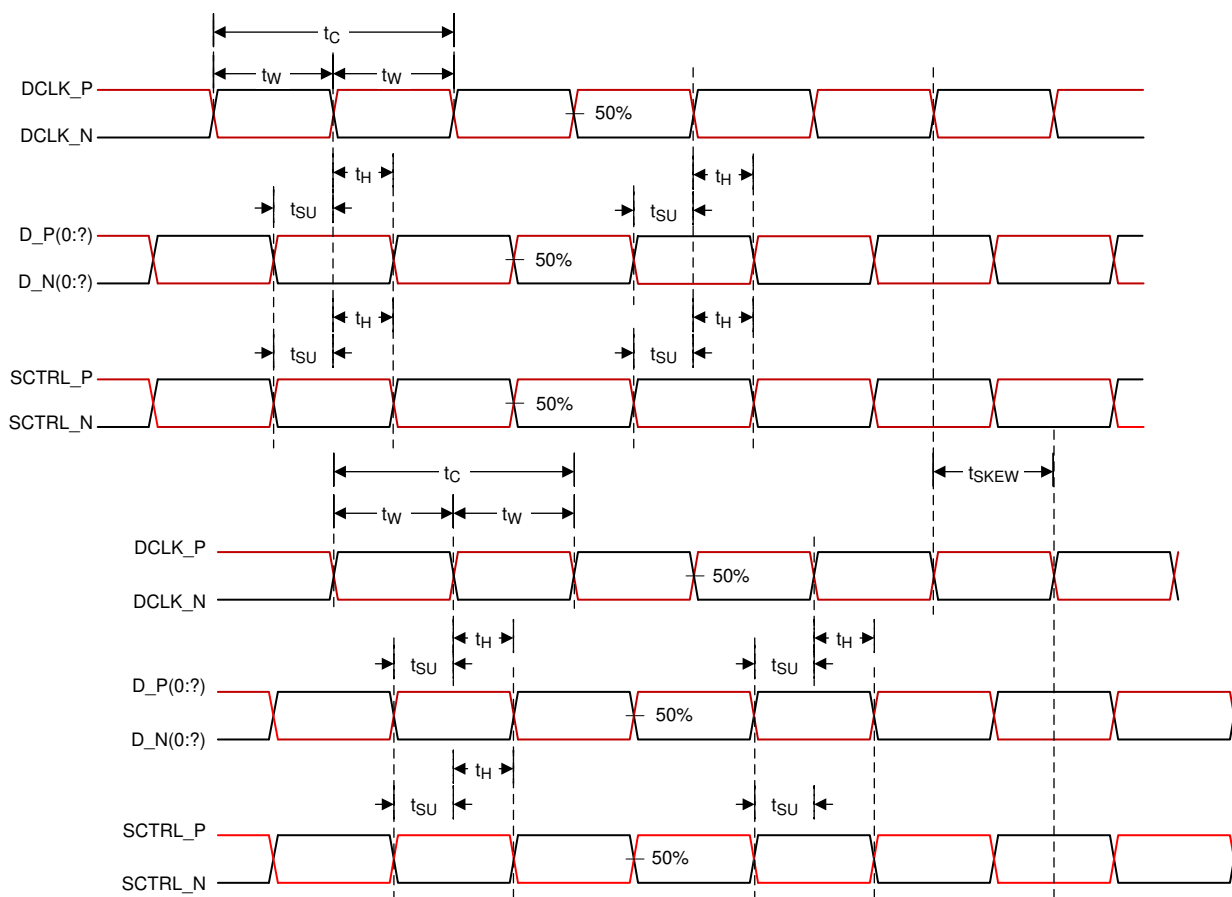 tC
tW tW
DCLK_P
50%
DCLK_N
tH tH
tSU tSU
D_P(0:?)
50%
D_N(0:?)
tH tH
tSU tSU
SCTRL_P
50%
SCTRL_N
tC tSKEW
tW tW
DCLK_P
50%
DCLK_N
tH tH
tSU tSU
D_P(0:?)
50%
D_N(0:?)
tH
tSU tSU
SCTRL_P
50%
SCTRL_N